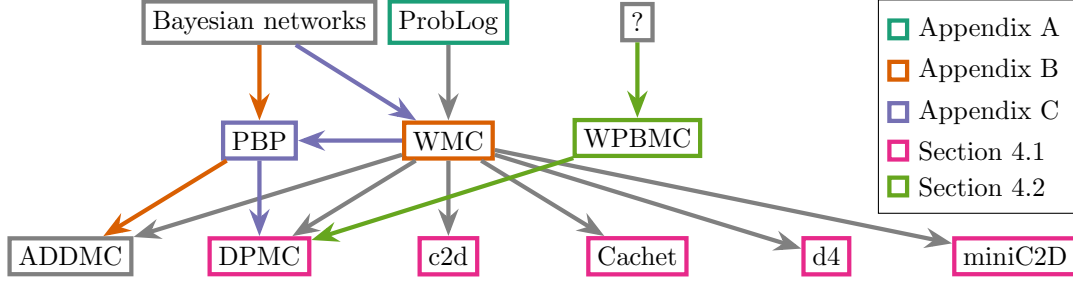 Bayesian networks
ProbLog
?
PBP
WMC
WPBMC
ADDMC
DPMC
c2d
Cachet
d4
miniC2D
Appendix A
Appendix B
Appendix C
Section 4.1
Section 4.2